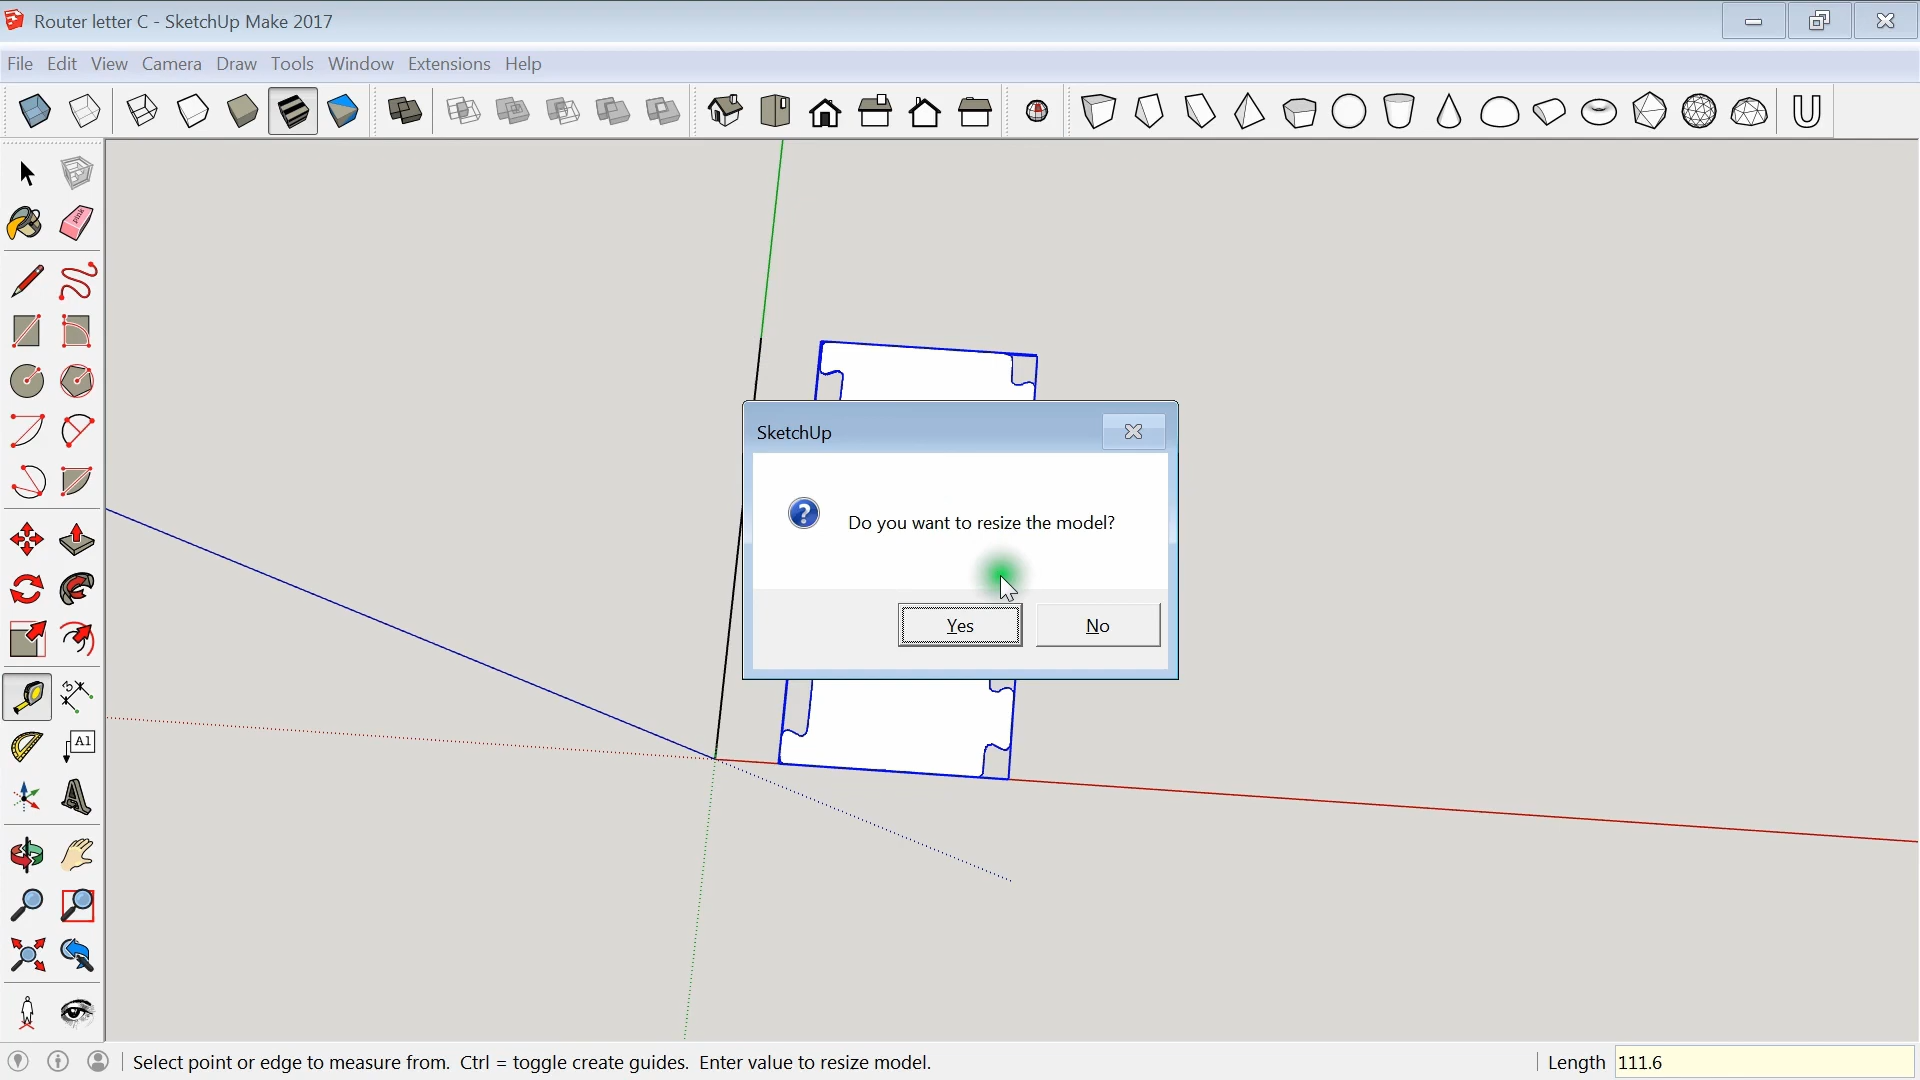 Router letter C - SketchUp Make 2017
File Edit View Camera Draw Tools Window Extensions Help
SketchUp
Do you want to resize the model?
Yes No
A1
Select point or edge to measure from. Ctrl = toggle create guides. Enter value to resize model.
Length 111.6